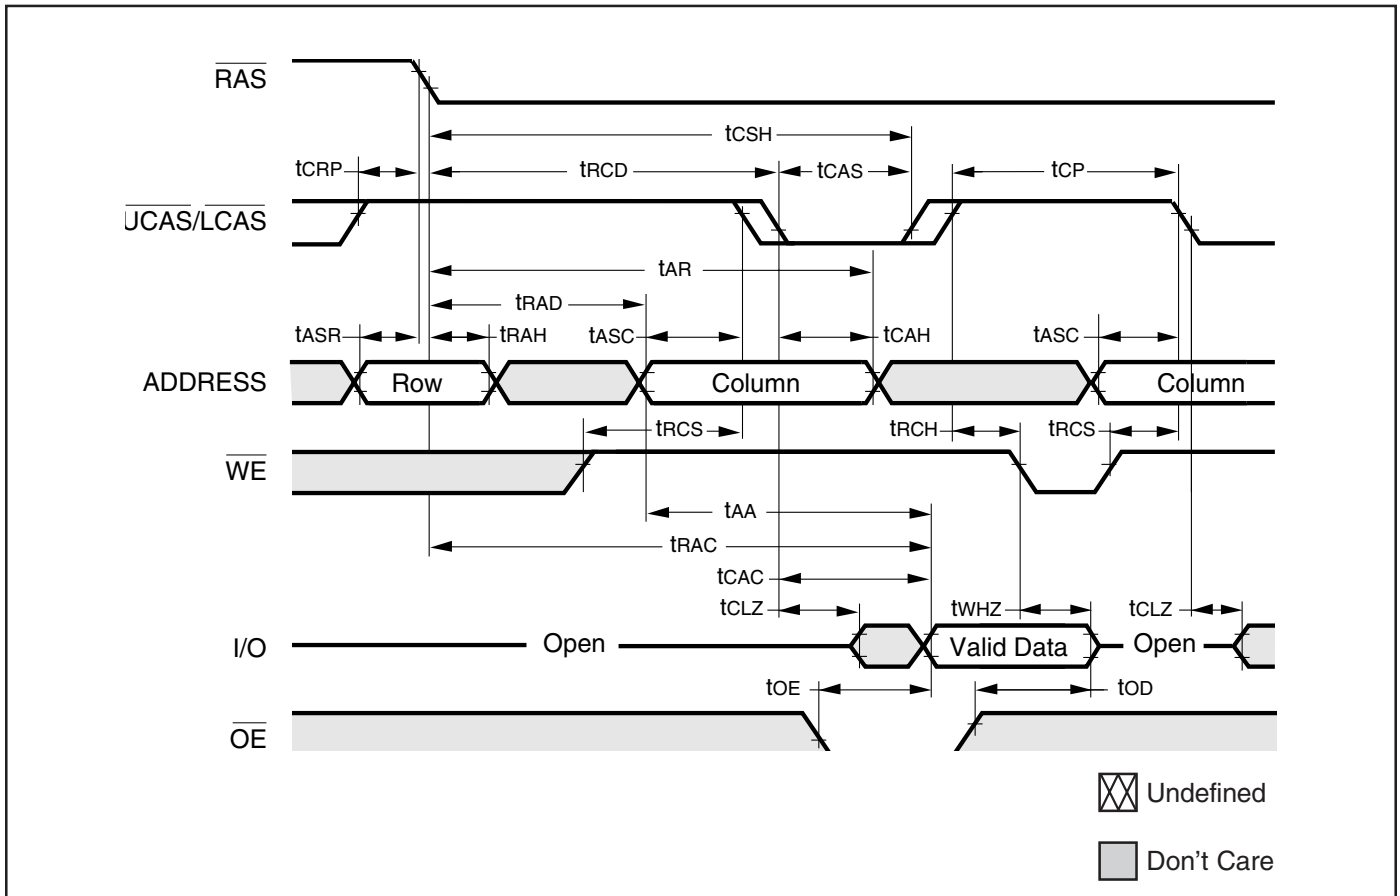 RAS
tCSH
tCRP
tRCD
tCAS
tCP
UCAS/LCAS
tAR
tRAD
tASR
tRAH
tASC
tCAH
tASC
ADDRESS
Row
Column
Column
tRCS
tRCH
tRCS
WE
tAA
tRAC
tCAC
tCLZ
tWHZ
tCLZ
I/O
Open
Valid Data
Open
tOE
tOD
OE
Undefined
Don't Care